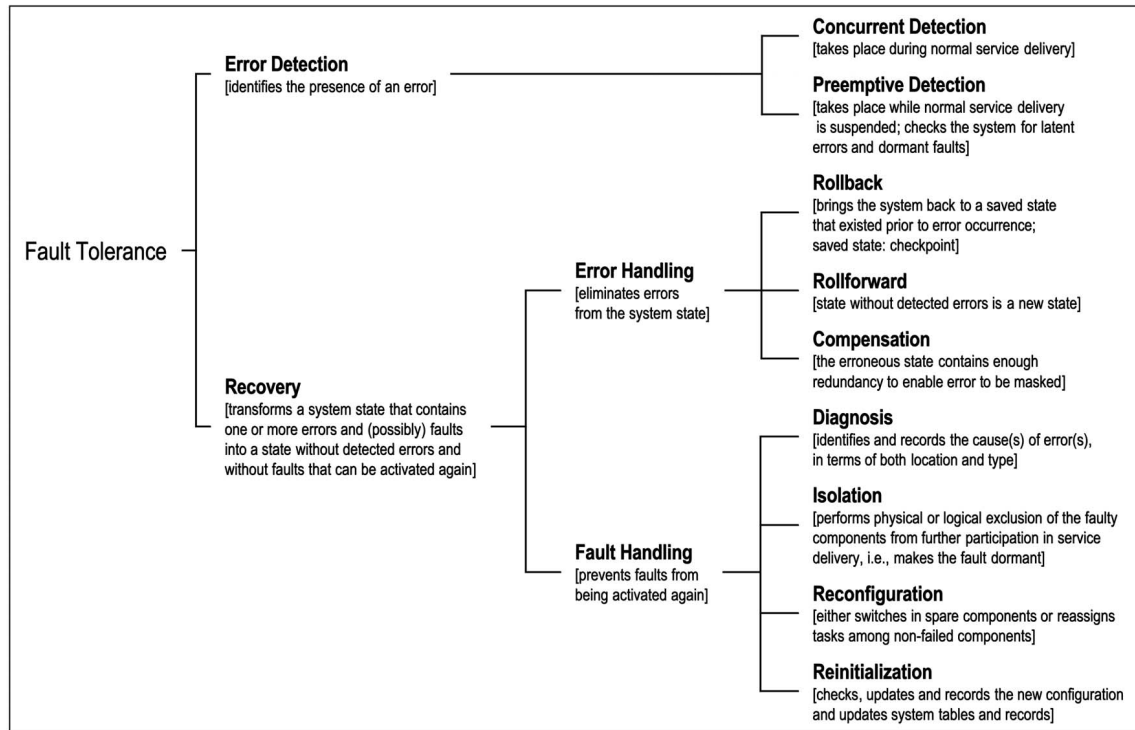 Fault Tolerance
Error Detection
[identifies the presence of an error]
Concurrent Detection
[takes place during normal service delivery]
Preemptive Detection
[takes place while normal service delivery
is suspended; checks the system for latent
errors and dormant faults]
Recovery
[transforms a system state that contains
one or more errors and (possibly) faults
into a state without detected errors and
without faults that can be activated again]
Error Handling
[eliminates errors
from the system state]
Rollback
[brings the system back to a saved state
that existed prior to error occurrence;
saved state: checkpoint]
Rollforward
[state without detected errors is a new state]
Compensation
[the erroneous state contains enough
redundancy to enable error to be masked]
Fault Handling
[prevents faults from
being activated again]
Diagnosis
[identifies and records the cause(s) of error(s),
in terms of both location and type]
Isolation
[performs physical or logical exclusion of the faulty
components from further participation in service
delivery, i.e., makes the fault dormant]
Reconfiguration
[either switches in spare components or reassigns
tasks among non-failed components]
Reinitialization
[checks, updates and records the new configuration
and updates system tables and records]